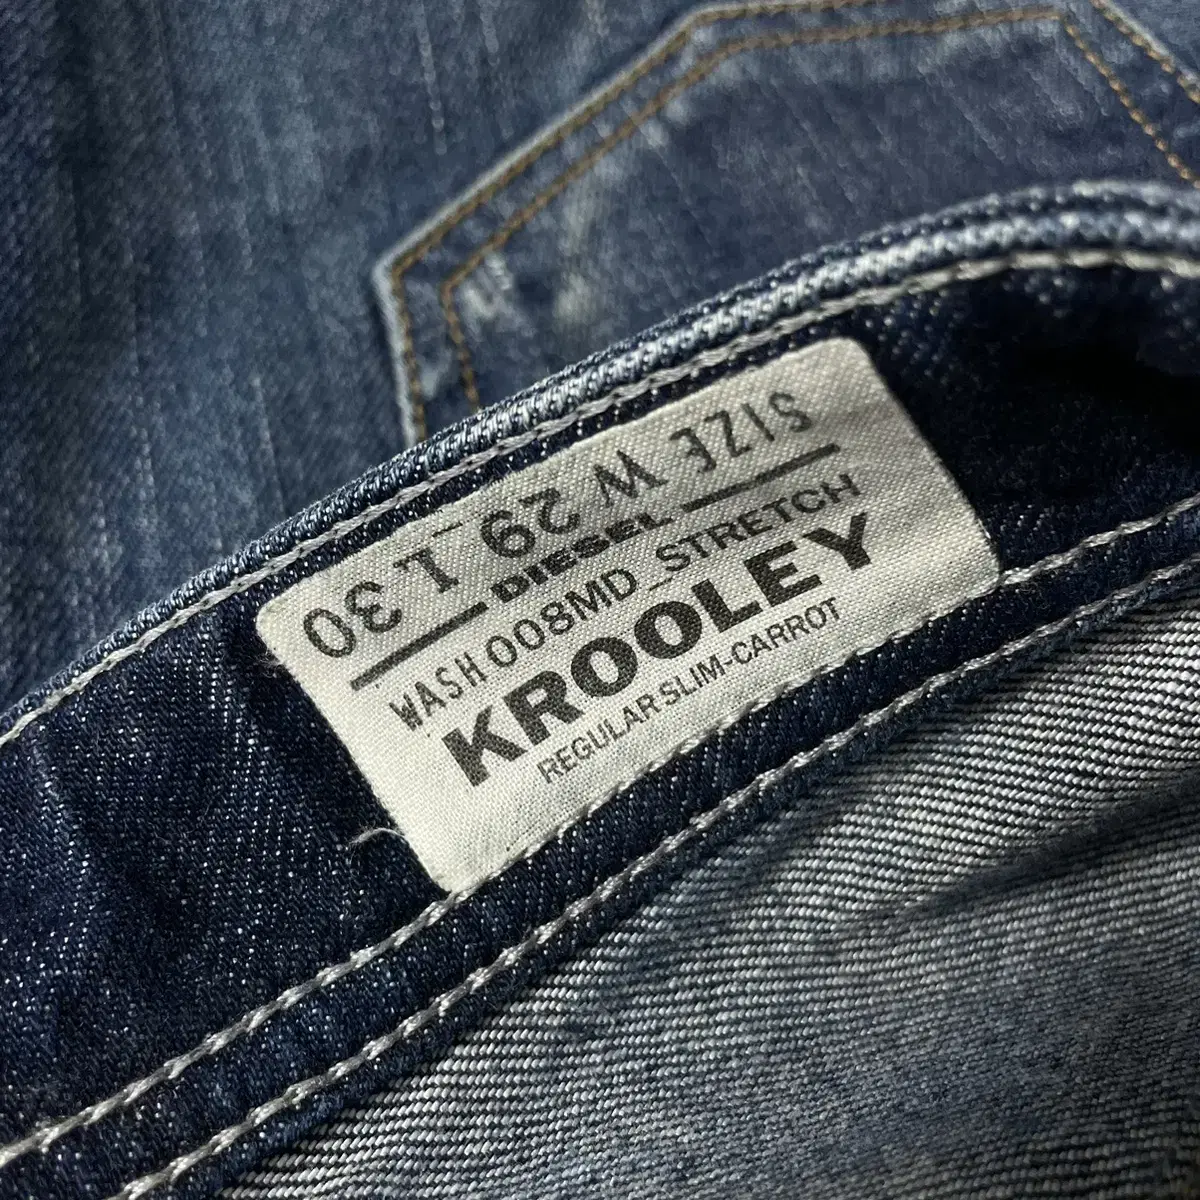 SIZE W 29 L 30
DIESEL
WASH 008MD_STRETCH
KROOLEY
REGULAR SLIM-CARROT